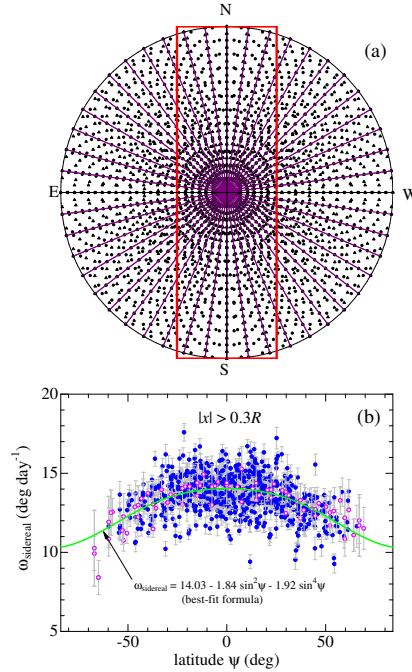 N
(a)
E
W
S
20
|x| > 0.3R
(b)
15
10
5
ω_sidereal (deg day⁻¹)
ω_sidereal = 14.03 - 1.84 sin²ψ - 1.92 sin⁴ψ
(best-fit formula)
-50 0 50
latitude ψ (deg)